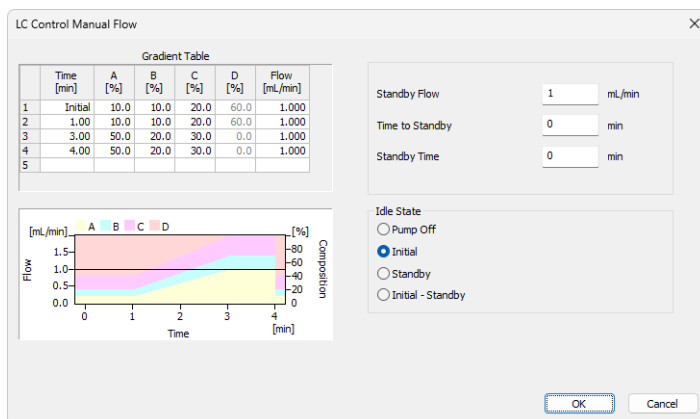 LC Control Manual Flow
Gradient Table
Time [min] A [%] B [%] C [%] D [%] Flow [mL/min]
1 Initial 10.0 10.0 20.0 60.0 1.000
2 1.00 10.0 10.0 20.0 60.0 1.000
3 3.00 50.0 20.0 30.0 0.0 1.000
4 4.00 50.0 20.0 30.0 0.0 1.000
5
Standby Flow 1 mL/min
Time to Standby 0 min
Standby Time 0 min
[mL/min] A B C D [%]
1.5
1.0
0.5
0.0
Flow
80
60
40
20
0
Composition
0 1 2 3 4
Time [min]
Idle State
Pump Off
Initial
Standby
Initial - Standby
OK Cancel